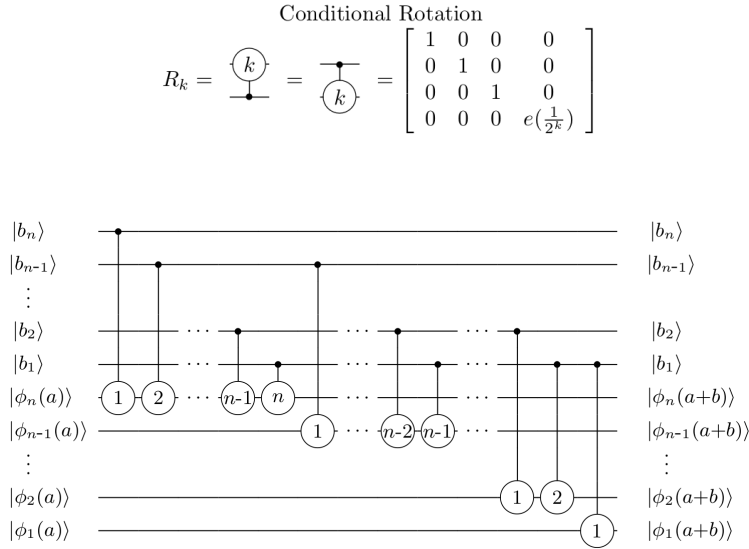 Conditional Rotation
R_k = k = k = [ 1 0 0 0
0 1 0 0
0 0 1 0
0 0 0 e(1/2^k) ]
|b_n⟩ |b_n⟩
|b_{n-1}⟩ |b_{n-1}⟩
⋮ ⋮
|b_2⟩ ··· ··· ··· |b_2⟩
|b_1⟩ ··· ··· ··· |b_1⟩
|ϕ_n(a)⟩ 1 2 ··· n-1 n |ϕ_n(a+b)⟩
|ϕ_{n-1}(a)⟩ 1 ··· n-2 n-1 ··· |ϕ_{n-1}(a+b)⟩
⋮ ⋮
|ϕ_2(a)⟩ 1 2 |ϕ_2(a+b)⟩
|ϕ_1(a)⟩ 1 |ϕ_1(a+b)⟩